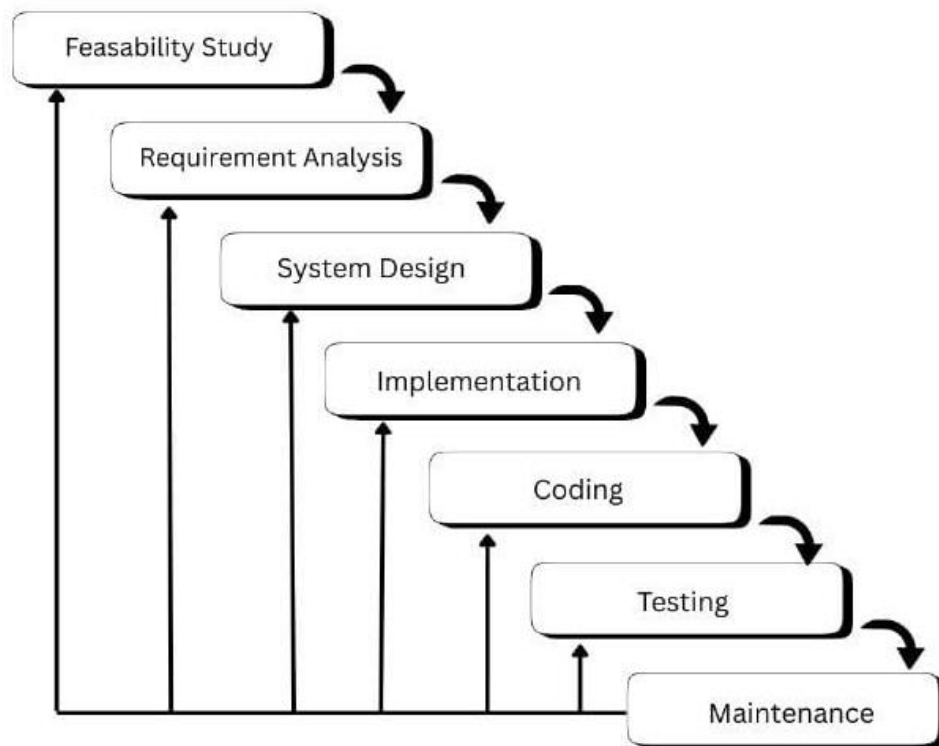 Feasability Study
Requirement Analysis
System Design
Implementation
Coding
Testing
Maintenance